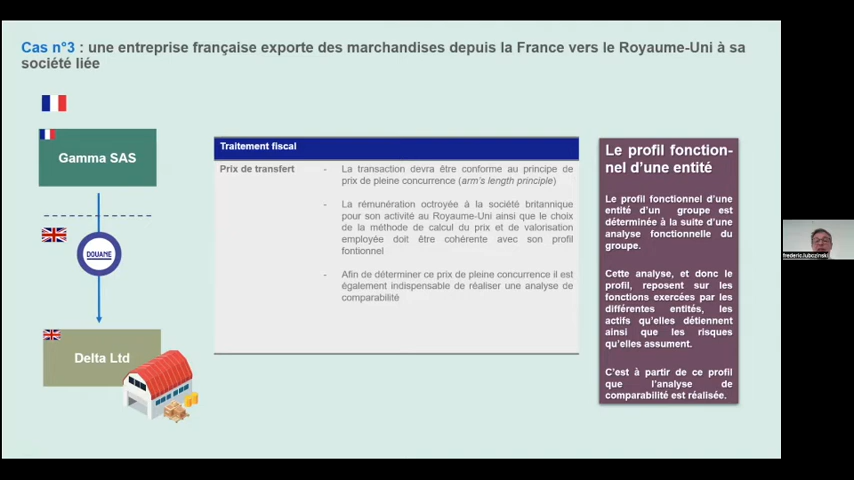 Cas n°3 : une entreprise française exporte des marchandises depuis la France vers le Royaume-Uni à sa
société liée
Gamma SAS
DOUANE
Delta Ltd
Traitement fiscal
Prix de transfert
- La transaction devra être conforme au principe de
prix de pleine concurrence (arm's length principle)
- La rémunération octroyée à la société britannique
pour son activité au Royaume-Uni ainsi que le choix
de la méthode de calcul du prix et de valorisation
employée doit être cohérente avec son profil
fontionnel
- Afin de déterminer ce prix de pleine concurrence il est
également indispensable de réaliser une analyse de
comparabilité
Le profil fonction-
nel d'une entité
Le profil fonctionnel d'une
entité d'un groupe est
déterminée à la suite d'une
analyse fonctionnelle du
groupe.
Cette analyse, et donc le
profil, reposent sur les
fonctions exercées par les
différentes entités, les
actifs qu'elles détiennent
ainsi que les risques
qu'elles assument.
C'est à partir de ce profil
que l'analyse de
comparabilité est réalisée.
frederic.lubczinski